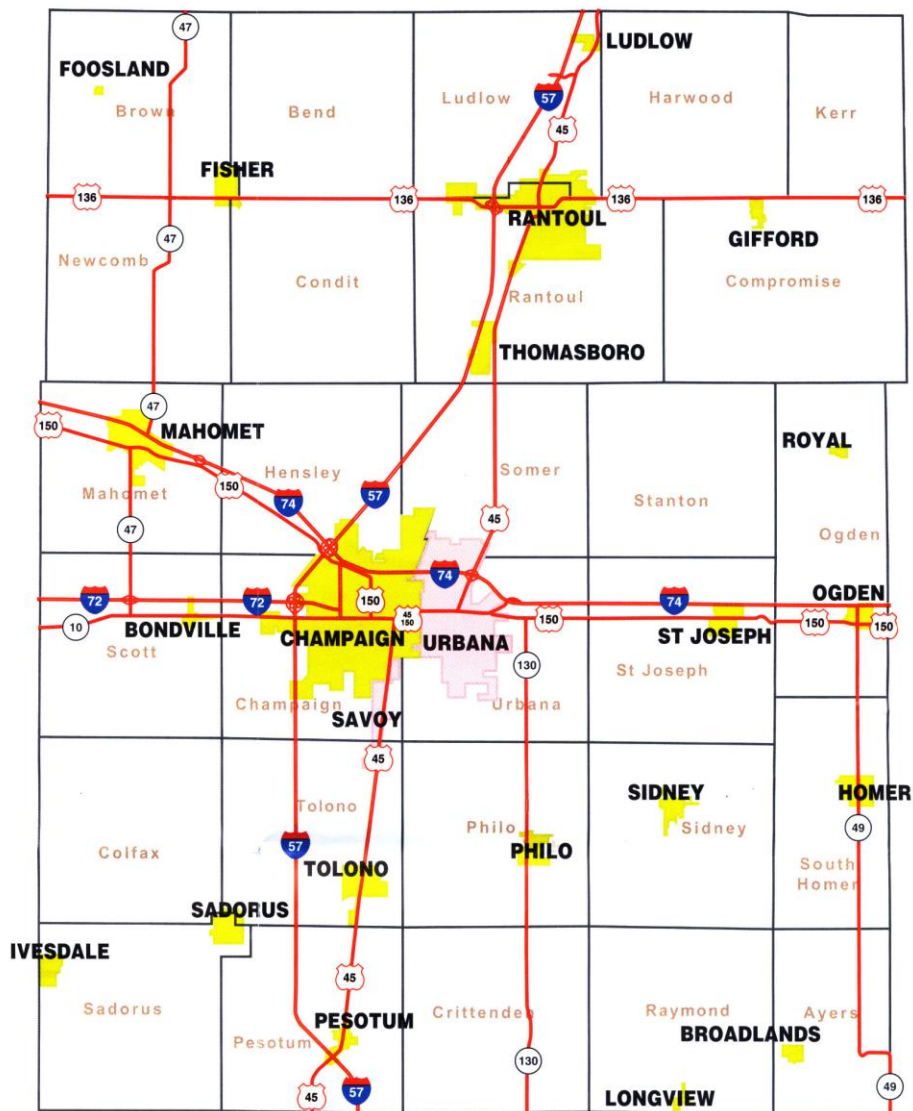 47
LUDLOW
FOOSLAND
57
Brown
Bend
Ludlow
Harwood
Kerr
45
FISHER
136
136
136
136
RANTOUL
GIFFORD
47
Newcomb
Condit
Rantoul
Compromise
THOMASBORO
47
150
MAHOMET
ROYAL
Hensley
Somer
Mahomet
150
74
57
Stanton
45
47
Ogden
74
72
72
150
74
OGDEN
10
BONDVILLE
CHAMPAIGN
45
150
URBANA
150
ST JOSEPH
150
150
Scott
130
St Joseph
Champaign
Urbana
SAVOY
45
SIDNEY
HOMER
Tolono
Philo
Sidney
49
57
PHILO
Colfax
TOLONO
South
Homer
SADORUS
IVESDALE
45
Sadorus
Crittenden
Raymond
Ayers
PESOTUM
BROADLANDS
Pesotum
130
45
57
LONGVIEW
49